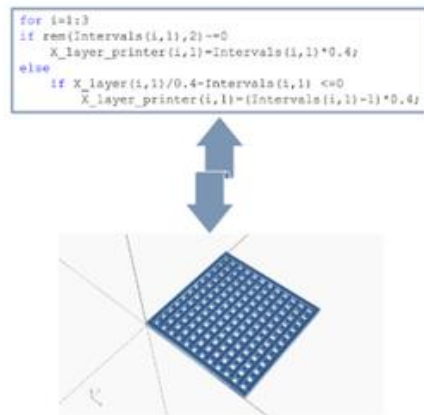 for i=1:3
if rem(Intervals(i,1),2)~=0
X_layer_printer(i,1)=Intervals(i,1)*0.4;
else
if X_layer(i,1)/0.4-Intervals(i,1) <=0
X_layer_printer(i,1)=(Intervals(i,1)-1)*0.4;